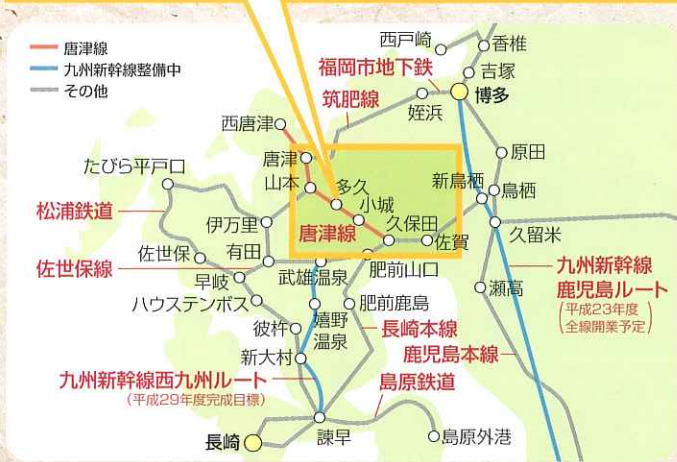 唐津線
九州新幹線整備中
その他
西戸崎
香椎
福岡市地下鉄
吉塚
筑肥線
姪浜
博多
西唐津
唐津
原田
たびら平戸口
山本
多久
新鳥栖
鳥栖
小城
松浦鉄道
伊万里
唐津線
久保田
佐賀
久留米
佐世保
有田
佐世保線
早岐
武雄温泉
肥前山口
九州新幹線
鹿児島ルート
(平成23年度
全線開業予定)
瀬高
ハウステンボス
嬉野
温泉
肥前鹿島
彼杵
長崎本線
新大村
鹿児島本線
九州新幹線西九州ルート
(平成29年度完成目標)
島原鉄道
長崎
諫早
島原外港